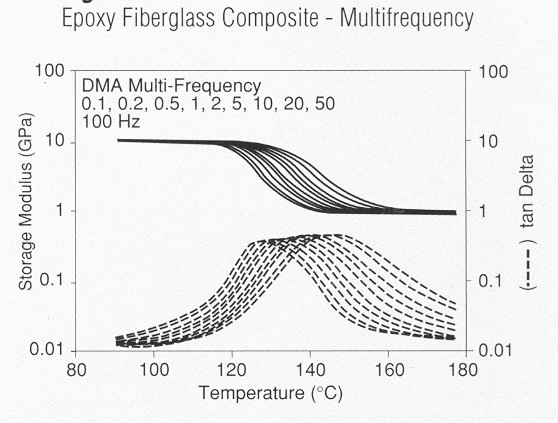 Epoxy Fiberglass Composite - Multifrequency
100
100
DMA Multi-Frequency
0.1, 0.2, 0.5, 1, 2, 5, 10, 20, 50
100 Hz
10
10
1
1
0.1
0.1
0.01
0.01
Storage Modulus (GPa)
(----) tan Delta
80 100 120 140 160 180
Temperature (°C)